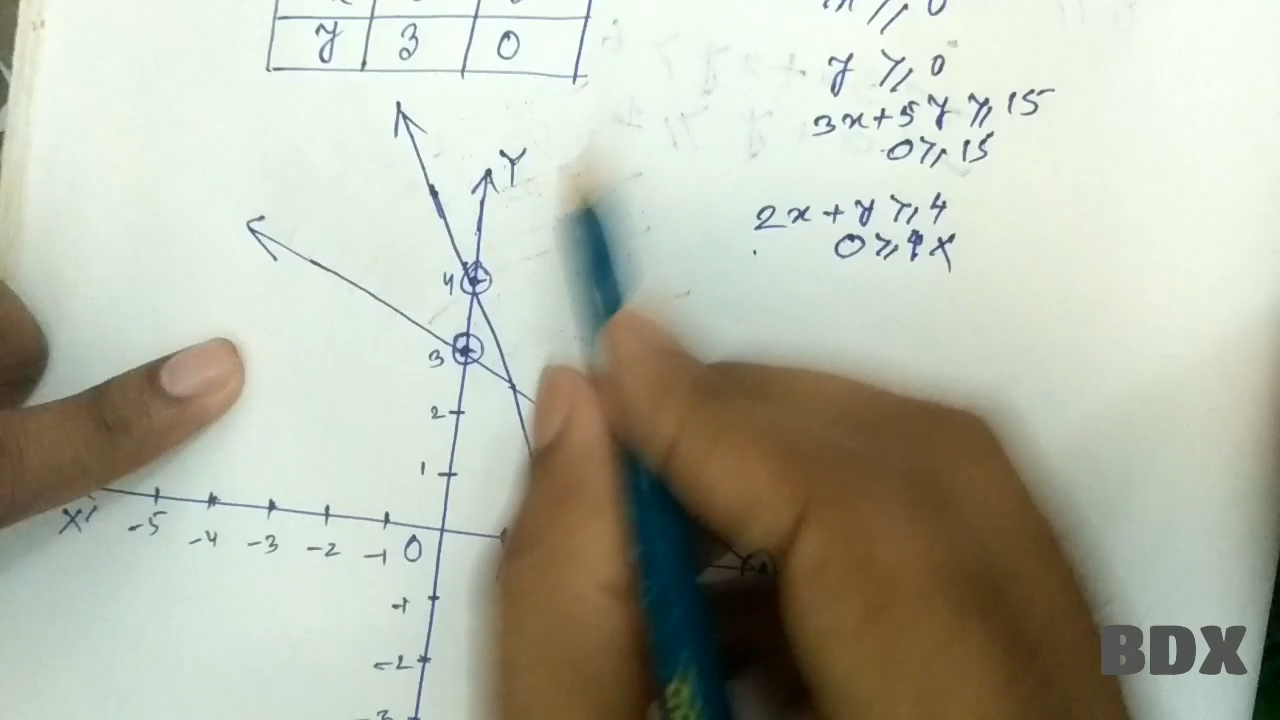 y 3 0
y ≥ 0
3x+5y ≥ 15
0 ≥ 15
2x + y ≥ 4
0 ≥ 4 ×
Y
4
3
2
1
X' -5 -4 -3 -2 -1 0
-1
-2
-3
BDX